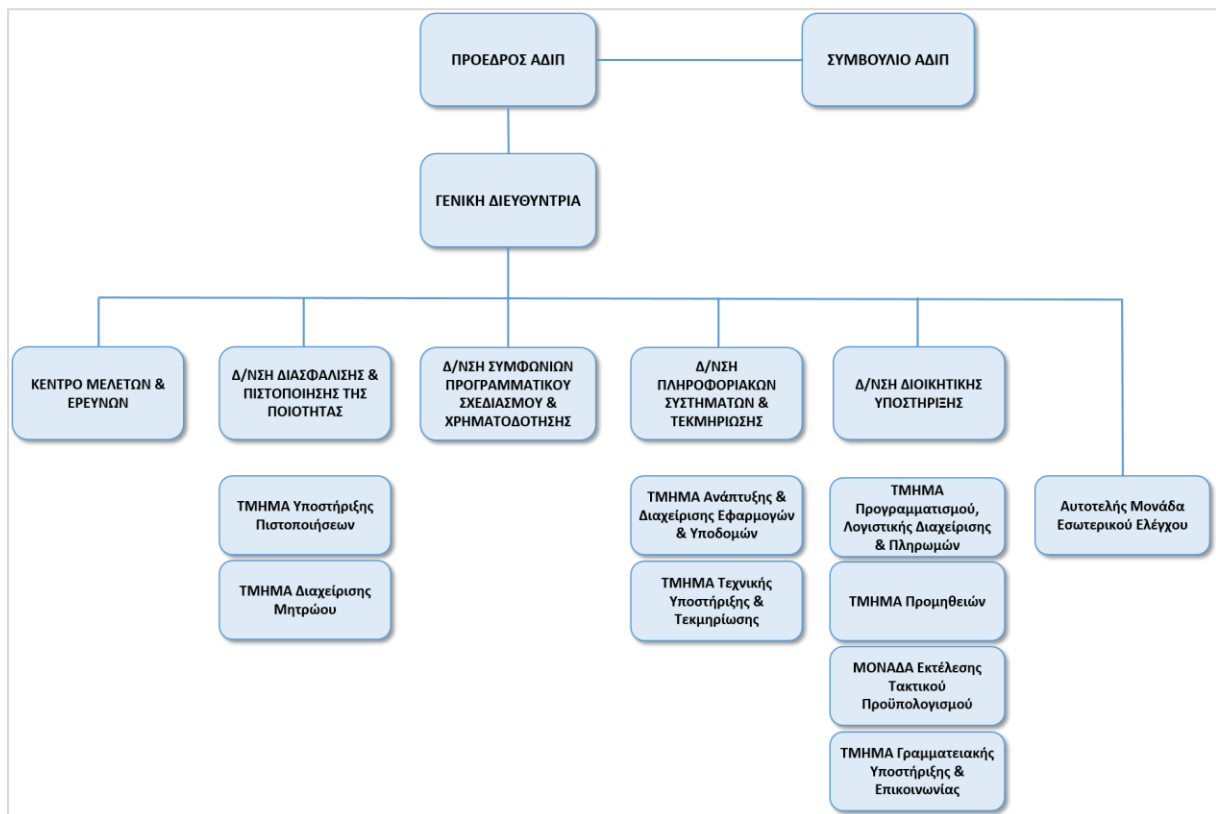 ΠΡΟΕΔΡΟΣ ΑΔΙΠ
ΣΥΜΒΟΥΛΙΟ ΑΔΙΠ
ΓΕΝΙΚΗ ΔΙΕΥΘΥΝΤΡΙΑ
ΚΕΝΤΡΟ ΜΕΛΕΤΩΝ &
ΕΡΕΥΝΩΝ
Δ/ΝΣΗ ΔΙΑΣΦΑΛΙΣΗΣ &
ΠΙΣΤΟΠΟΙΗΣΗΣ ΤΗΣ
ΠΟΙΟΤΗΤΑΣ
Δ/ΝΣΗ ΣΥΜΦΩΝΙΩΝ
ΠΡΟΓΡΑΜΜΑΤΙΚΟΥ
ΣΧΕΔΙΑΣΜΟΥ &
ΧΡΗΜΑΤΟΔΟΤΗΣΗΣ
Δ/ΝΣΗ
ΠΛΗΡΟΦΟΡΙΑΚΩΝ
ΣΥΣΤΗΜΑΤΩΝ &
ΤΕΚΜΗΡΙΩΣΗΣ
Δ/ΝΣΗ ΔΙΟΙΚΗΤΙΚΗΣ
ΥΠΟΣΤΗΡΙΞΗΣ
ΤΜΗΜΑ Υποστήριξης
Πιστοποιήσεων
ΤΜΗΜΑ Διαχείρισης
Μητρώου
ΤΜΗΜΑ Ανάπτυξης &
Διαχείρισης Εφαρμογών
& Υποδομών
ΤΜΗΜΑ Τεχνικής
Υποστήριξης &
Τεκμηρίωσης
ΤΜΗΜΑ
Προγραμματισμού,
Λογιστικής Διαχείρισης
& Πληρωμών
ΤΜΗΜΑ Προμηθειών
ΜΟΝΑΔΑ Εκτέλεσης
Τακτικού
Προϋπολογισμού
ΤΜΗΜΑ Γραμματειακής
Υποστήριξης &
Επικοινωνίας
Αυτοτελής Μονάδα
Εσωτερικού Ελέγχου